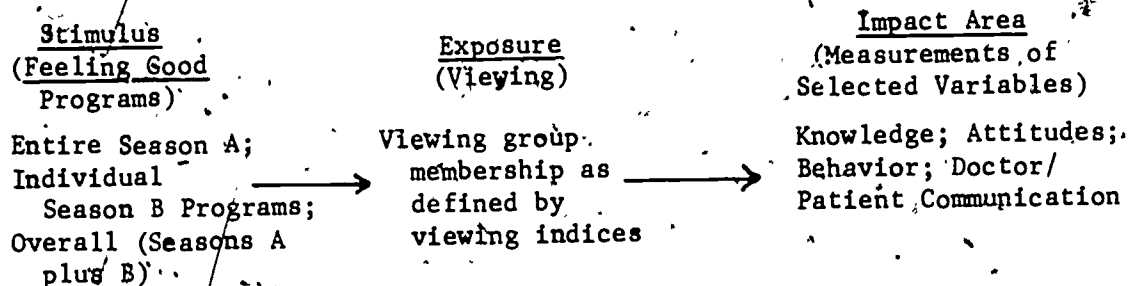 Stimulus
(Feeling Good
Programs)
Entire Season A;
Individual
Season B Programs;
Overall (Seasons A
plus B)
Exposure
(Viewing)
Viewing group
membership as
defined by
viewing indices
Impact Area
(Measurements of
Selected Variables)
Knowledge; Attitudes;
Behavior; Doctor/
Patient Communication